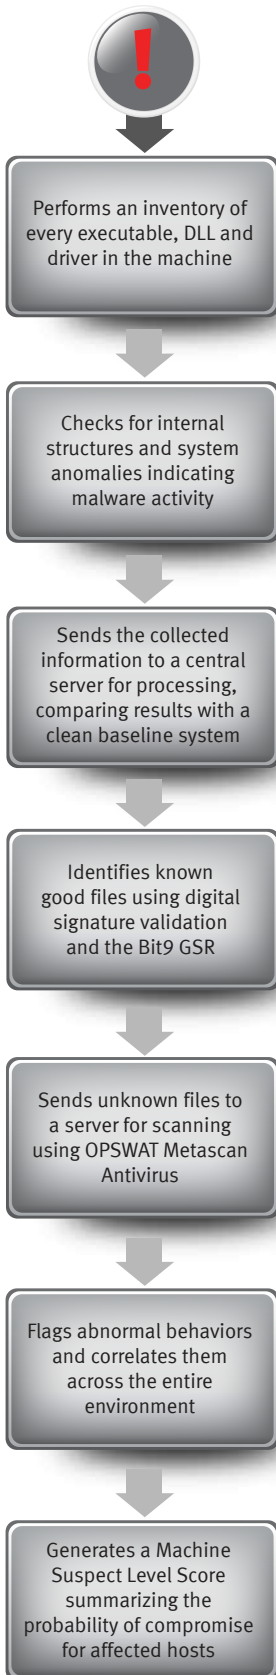 !
Performs an inventory of
every executable, DLL and
driver in the machine
Checks for internal
structures and system
anomalies indicating
malware activity
Sends the collected
information to a central
server for processing,
comparing results with a
clean baseline system
Identifies known
good files using digital
signature validation
and the Bit9 GSR
Sends unknown files to
a server for scanning
using OPSWAT Metascan
Antivirus
Flags abnormal behaviors
and correlates them
across the entire
environment
Generates a Machine
Suspect Level Score
summarizing the
probability of compromise
for affected hosts